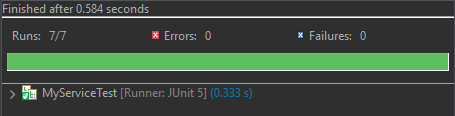 Finished after 0.584 seconds
Runs: 7/7 Errors: 0 Failures: 0
MyServiceTest [Runner: JUnit 5] (0.333 s)